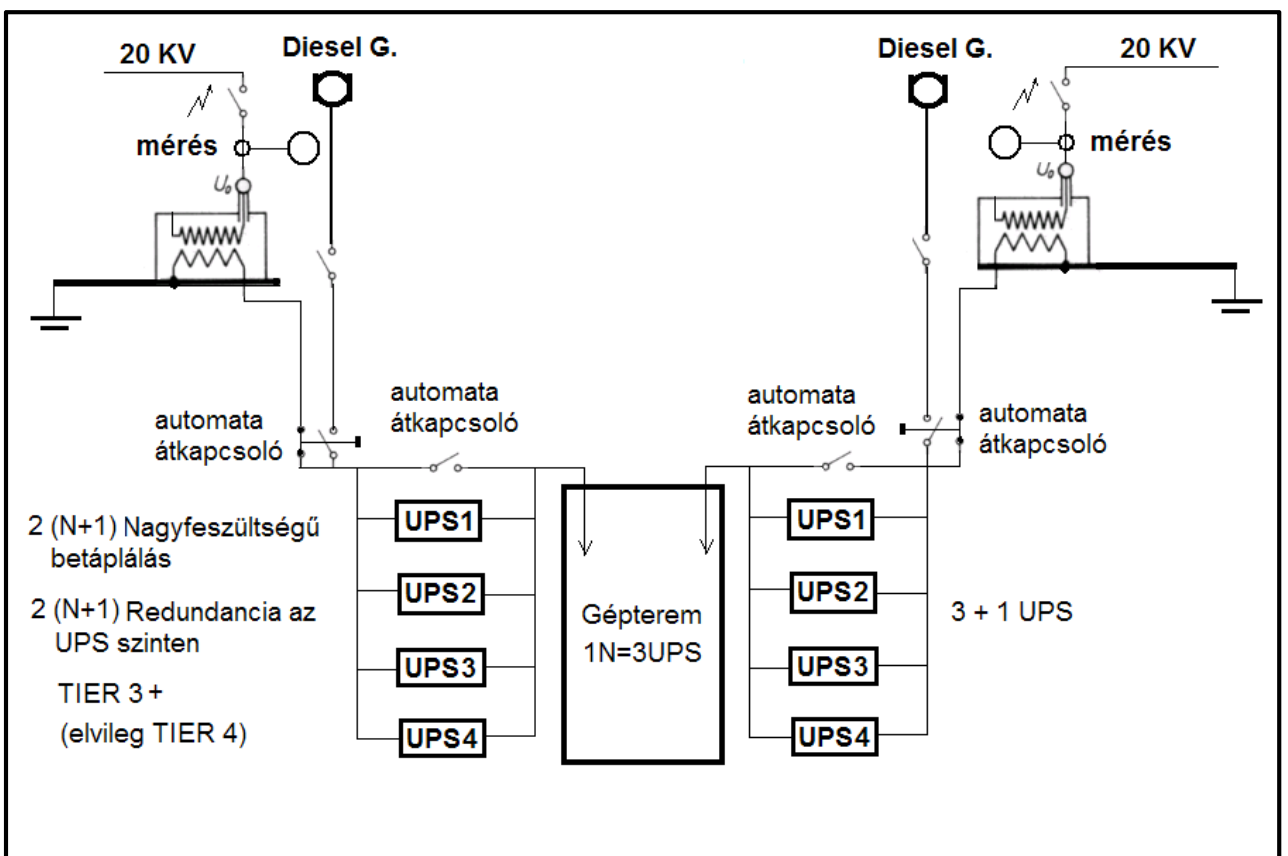 20 KV
Diesel G.
Diesel G.
20 KV
mérés
mérés
U₀
U₀
automata
átkapcsoló
automata
átkapcsoló
automata
átkapcsoló
automata
átkapcsoló
2 (N+1) Nagyfeszültségű
betáplálás
2 (N+1) Redundancia az
UPS szinten
TIER 3+
(elvileg TIER 4)
UPS1
UPS2
UPS3
UPS4
Gépterem
1N=3UPS
UPS1
UPS2
UPS3
UPS4
3 + 1 UPS